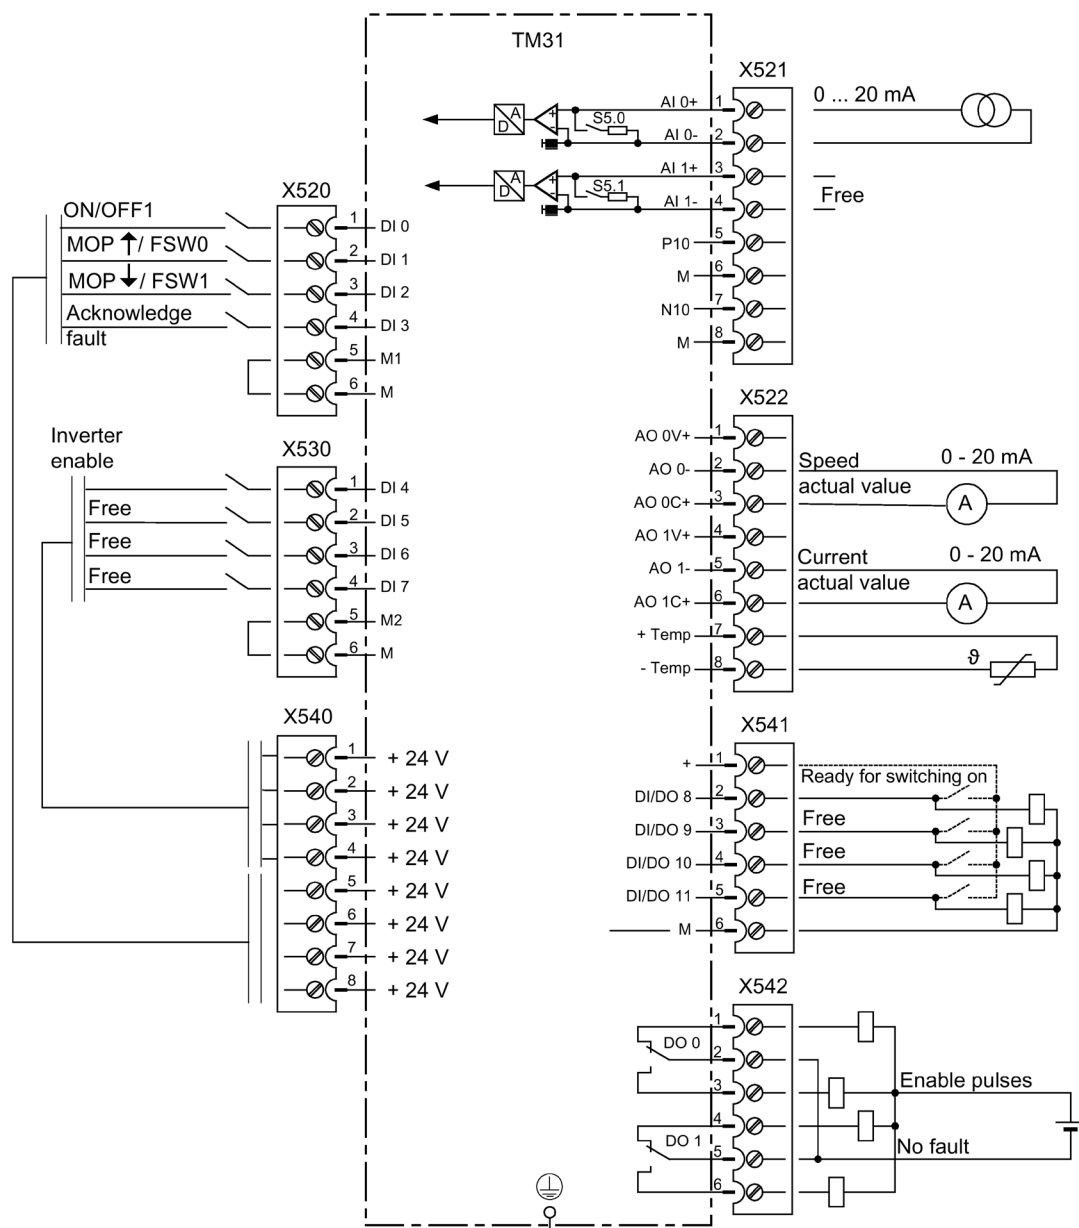 TM31
X520
ON/OFF1
1 DI 0
MOP ↑/ FSW0
2 DI 1
MOP ↓/ FSW1
3 DI 2
Acknowledge
fault
4 DI 3
5 M1
6 M
Inverter
enable
X530
1 DI 4
Free
2 DI 5
Free
3 DI 6
Free
4 DI 7
5 M2
6 M
X540
1 + 24 V
2 + 24 V
3 + 24 V
4 + 24 V
5 + 24 V
6 + 24 V
7 + 24 V
8 + 24 V
X521
A
D
+
-
S5.0
AI 0+ 1
0 ... 20 mA
AI 0- 2
A
D
+
-
S5.1
AI 1+ 3
Free
AI 1- 4
P10 5
M 6
N10 7
M 8
X522
AO 0V+ 1
AO 0- 2
Speed
actual value
0 - 20 mA
A
AO 0C+ 3
AO 1V+ 4
AO 1- 5
Current
actual value
0 - 20 mA
A
AO 1C+ 6
+ Temp 7
- Temp 8
ϑ
X541
+ 1
Ready for switching on
DI/DO 8 2
Free
DI/DO 9 3
Free
DI/DO 10 4
Free
DI/DO 11 5
M 6
X542
1
DO 0 2
3
Enable pulses
4
DO 1 5
No fault
6